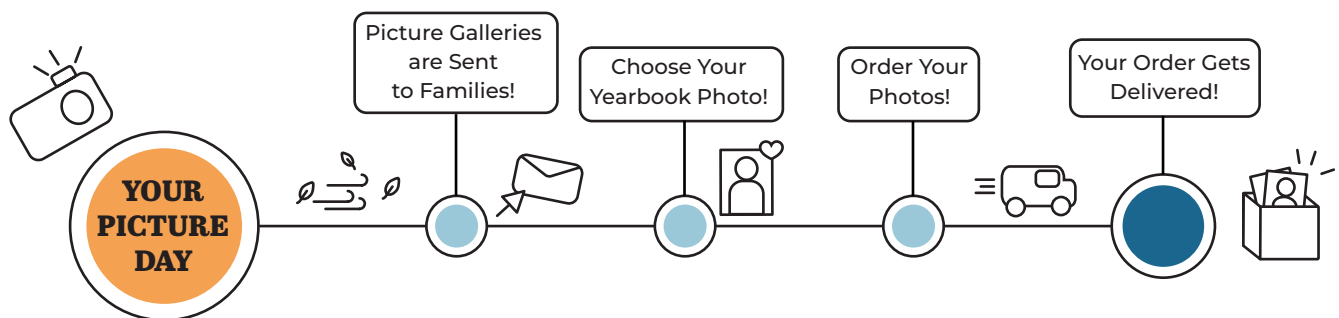 YOUR
PICTURE
DAY
Picture Galleries
are Sent
to Families!
Choose Your
Yearbook Photo!
Order Your
Photos!
Your Order Gets
Delivered!